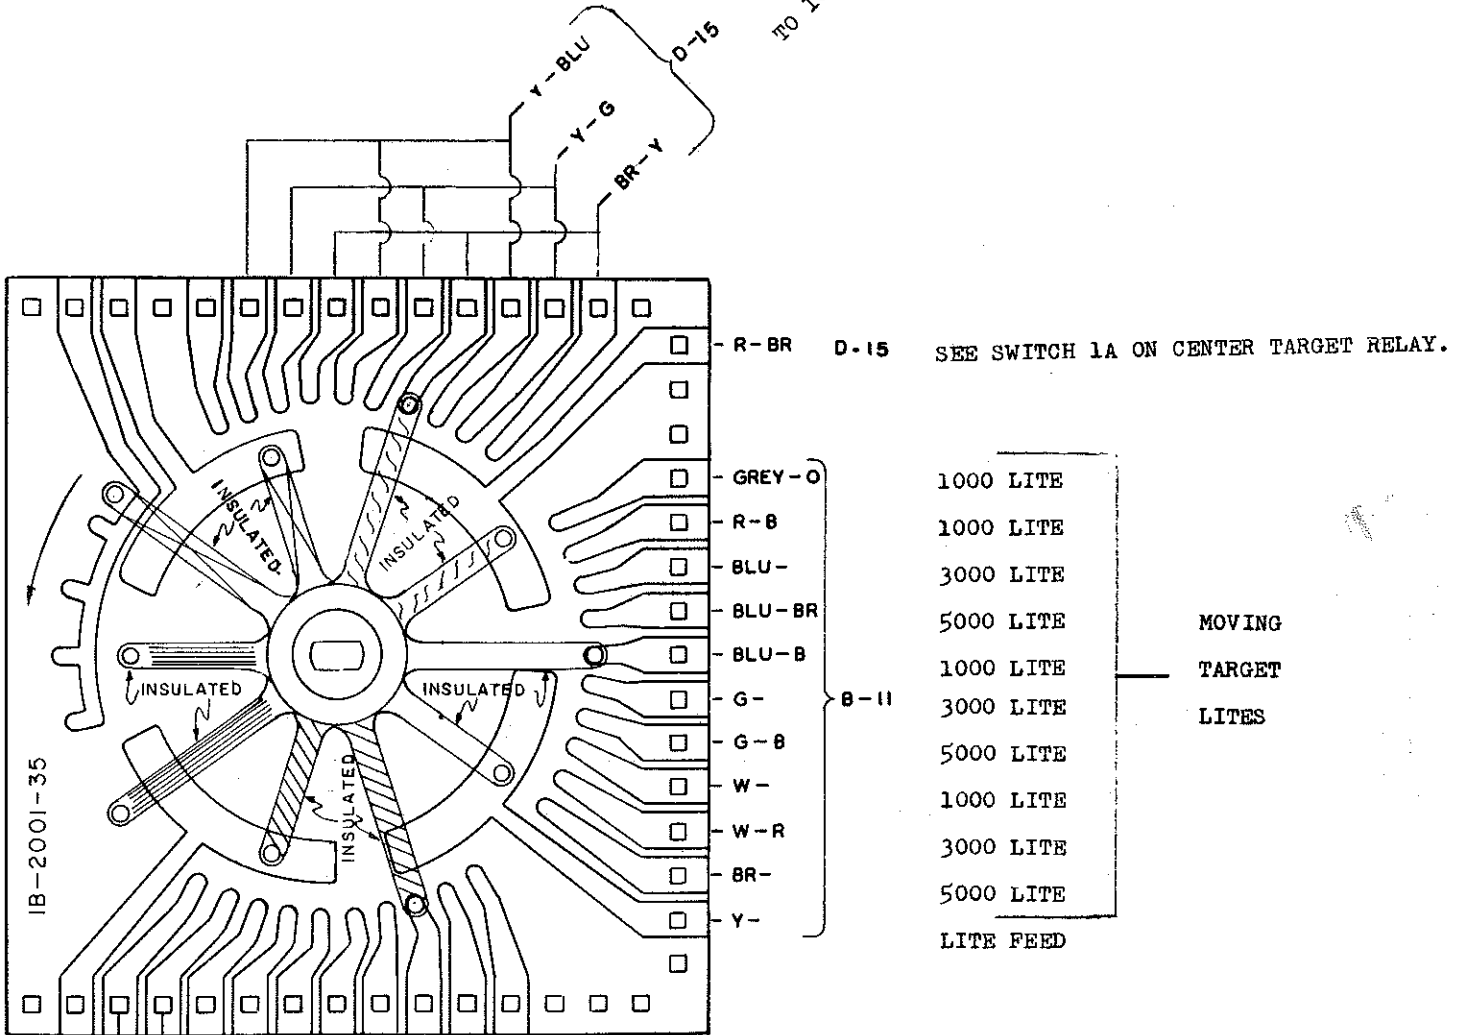 Y-BLU
Y-G
BR-Y
D-15
TO
R-BR D-15 SEE SWITCH 1A ON CENTER TARGET RELAY.
GREY-O 1000 LITE
R-B 1000 LITE
BLU- 3000 LITE
BLU-BR 5000 LITE
BLU-B 1000 LITE
G- 3000 LITE
G-B 5000 LITE
W- 1000 LITE
W-R 3000 LITE
BR- 5000 LITE
Y- LITE FEED
B-11
MOVING
TARGET
LITES
INSULATED
INSULATED
INSULATED
INSULATED
INSULATED
IB-2001-35